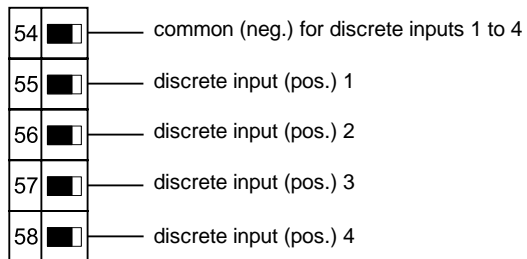 54 common (neg.) for discrete inputs 1 to 4
55 discrete input (pos.) 1
56 discrete input (pos.) 2
57 discrete input (pos.) 3
58 discrete input (pos.) 4